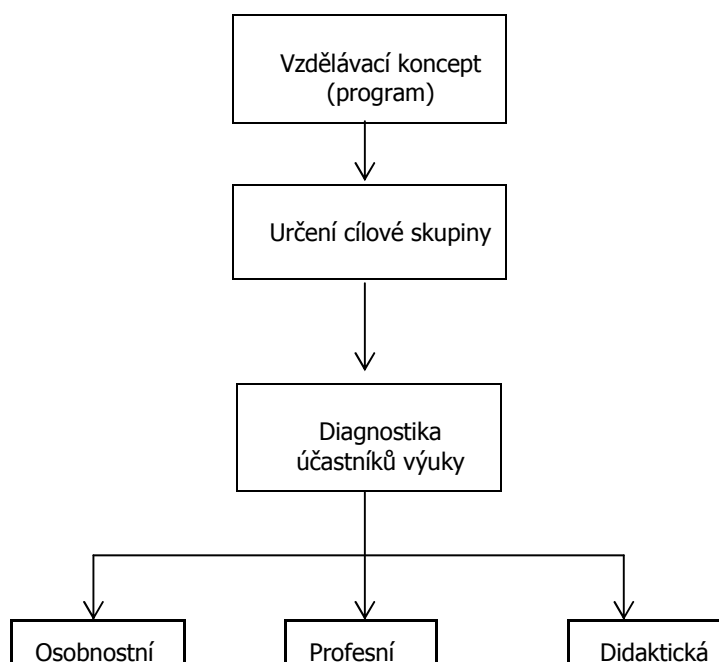 Vzdělávací koncept
(program)
Určení cílové skupiny
Diagnostika
účastníků výuky
Osobnostní
Profesní
Didaktická